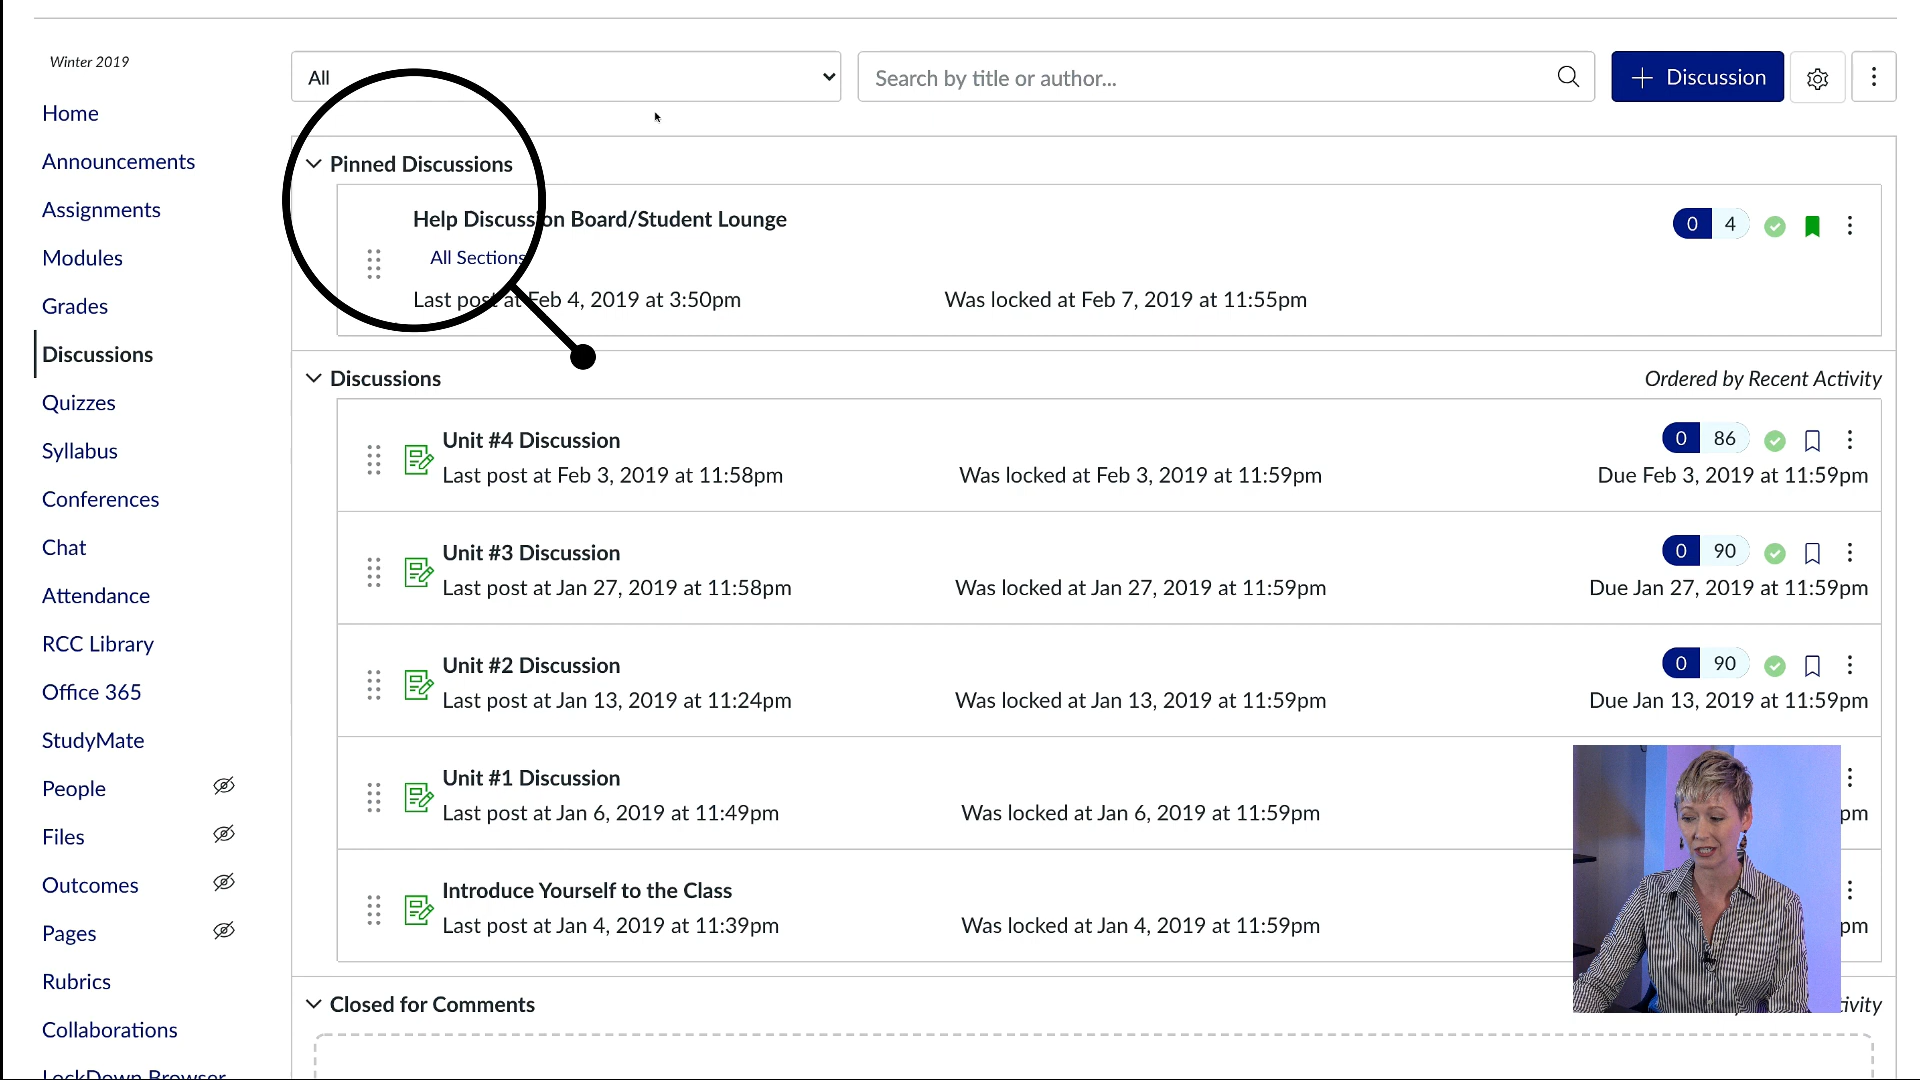 Winter 2019
Home
Announcements
Assignments
Modules
Grades
Discussions
Quizzes
Syllabus
Conferences
Chat
Attendance
RCC Library
Office 365
StudyMate
People
Files
Outcomes
Pages
Rubrics
Collaborations
LockDown Browser
All
Search by title or author...
+ Discussion
Pinned Discussions
Help Discussion Board/Student Lounge
0 4
All Sections
Last post at Feb 4, 2019 at 3:50pm
Was locked at Feb 7, 2019 at 11:55pm
Discussions
Ordered by Recent Activity
Unit #4 Discussion
0 86
Last post at Feb 3, 2019 at 11:58pm
Was locked at Feb 3, 2019 at 11:59pm
Due Feb 3, 2019 at 11:59pm
Unit #3 Discussion
0 90
Last post at Jan 27, 2019 at 11:58pm
Was locked at Jan 27, 2019 at 11:59pm
Due Jan 27, 2019 at 11:59pm
Unit #2 Discussion
0 90
Last post at Jan 13, 2019 at 11:24pm
Was locked at Jan 13, 2019 at 11:59pm
Due Jan 13, 2019 at 11:59pm
Unit #1 Discussion
Last post at Jan 6, 2019 at 11:49pm
Was locked at Jan 6, 2019 at 11:59pm
pm
Introduce Yourself to the Class
Last post at Jan 4, 2019 at 11:39pm
Was locked at Jan 4, 2019 at 11:59pm
pm
Closed for Comments